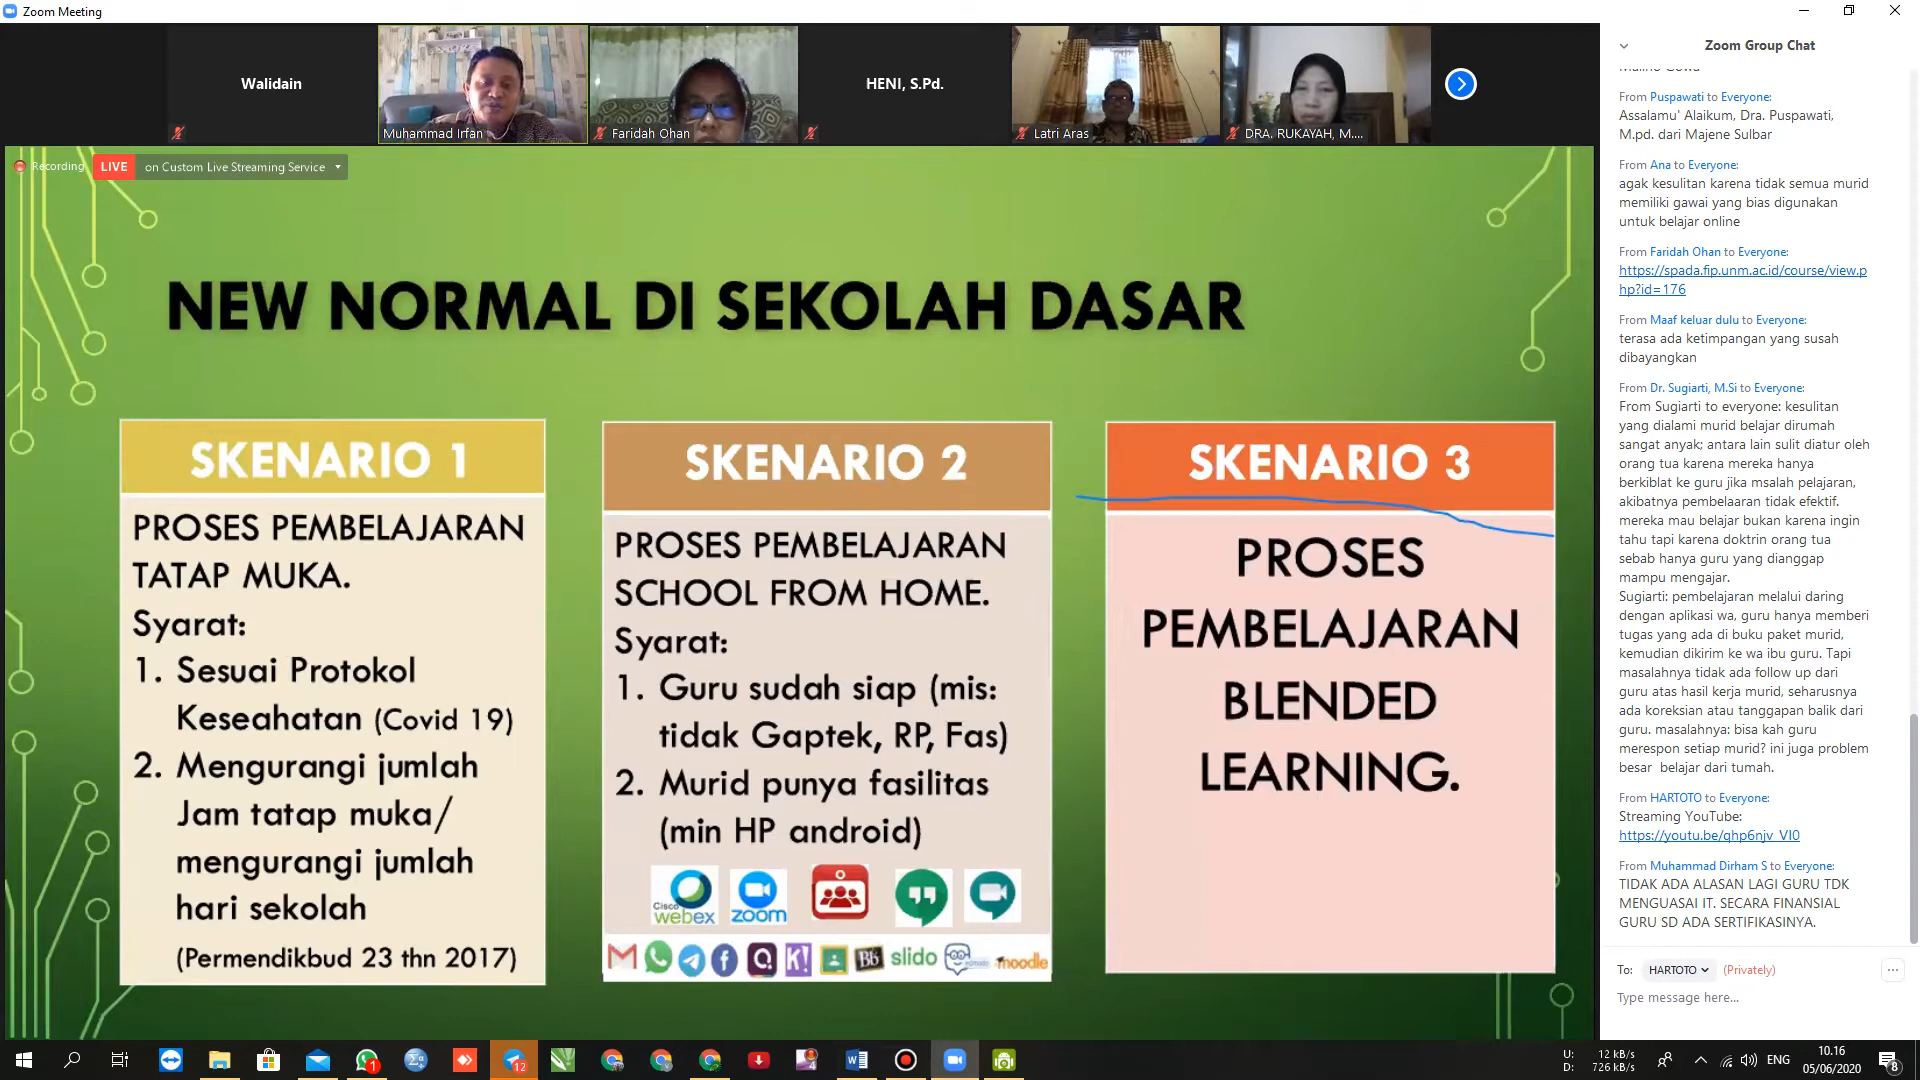 Zoom Meeting
Walidain
Muhammad Irfan
Faridah Ohan
HENI, S.Pd.
Latri Aras
DRA. RUKAYAH, M....
Recording
LIVE
on Custom Live Streaming Service
NEW NORMAL DI SEKOLAH DASAR
SKENARIO 1
PROSES PEMBELAJARAN
TATAP MUKA.
Syarat:
1. Sesuai Protokol
Keseahatan (Covid 19)
2. Mengurangi jumlah
Jam tatap muka/
mengurangi jumlah
hari sekolah
(Permendikbud 23 thn 2017)
SKENARIO 2
PROSES PEMBELAJARAN
SCHOOL FROM HOME.
Syarat:
1. Guru sudah siap (mis:
tidak Gaptek, RP, Fas)
2. Murid punya fasilitas
(min HP android)
Cisco
webex
zoom
K!
Bb
slido
moodle
SKENARIO 3
PROSES
PEMBELAJARAN
BLENDED
LEARNING.
Zoom Group Chat
From Puspawati to Everyone:
Assalamu' Alaikum, Dra. Puspawati,
M.pd. dari Majene Sulbar
From Ana to Everyone:
agak kesulitan karena tidak semua murid
memiliki gawai yang bias digunakan
untuk belajar online
From Faridah Ohan to Everyone:
https://spada.fip.unm.ac.id/course/view.p
hp?id=176
From Maaf keluar dulu to Everyone:
terasa ada ketimpangan yang susah
dibayangkan
From Dr. Sugiarti, M.Si to Everyone:
From Sugiarti to everyone: kesulitan
yang dialami murid belajar dirumah
sangat anyak; antara lain sulit diatur oleh
orang tua karena mereka hanya
berkiblat ke guru jika msalah pelajaran,
akibatnya pembelaaran tidak efektif.
mereka mau belajar bukan karena ingin
tahu tapi karena doktrin orang tua
sebab hanya guru yang dianggap
mampu mengajar.
Sugiarti: pembelajaran melalui daring
dengan aplikasi wa, guru hanya memberi
tugas yang ada di buku paket murid,
kemudian dikirim ke wa ibu guru. Tapi
masalahnya tidak ada follow up dari
guru atas hasil kerja murid, seharusnya
ada koreksian atau tanggapan balik dari
guru. masalahnya: bisa kah guru
merespon setiap murid? ini juga problem
besar belajar dari tumah.
From HARTOTO to Everyone:
Streaming YouTube:
https://youtu.be/qhp6njv_VI0
From Muhammad Dirham S to Everyone:
TIDAK ADA ALASAN LAGI GURU TDK
MENGUASAI IT. SECARA FINANSIAL
GURU SD ADA SERTIFIKASINYA.
To: HARTOTO (Privately)
Type message here...
U: 12 kB/s
D: 726 kB/s
ENG
10.16
05/06/2020